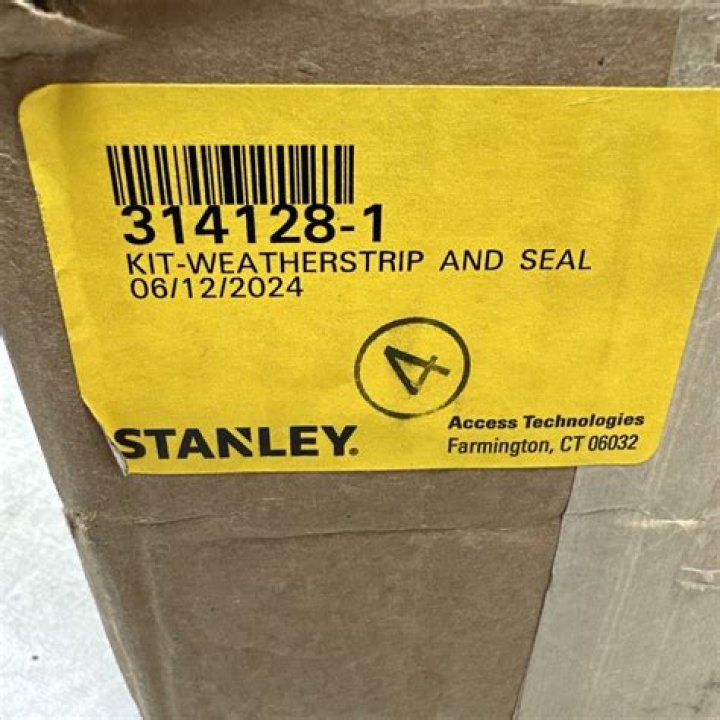 314128-1
KIT-WEATHERSTRIP AND SEAL
06/12/2024
4
STANLEY.
Access Technologies
Farmington, CT 06032